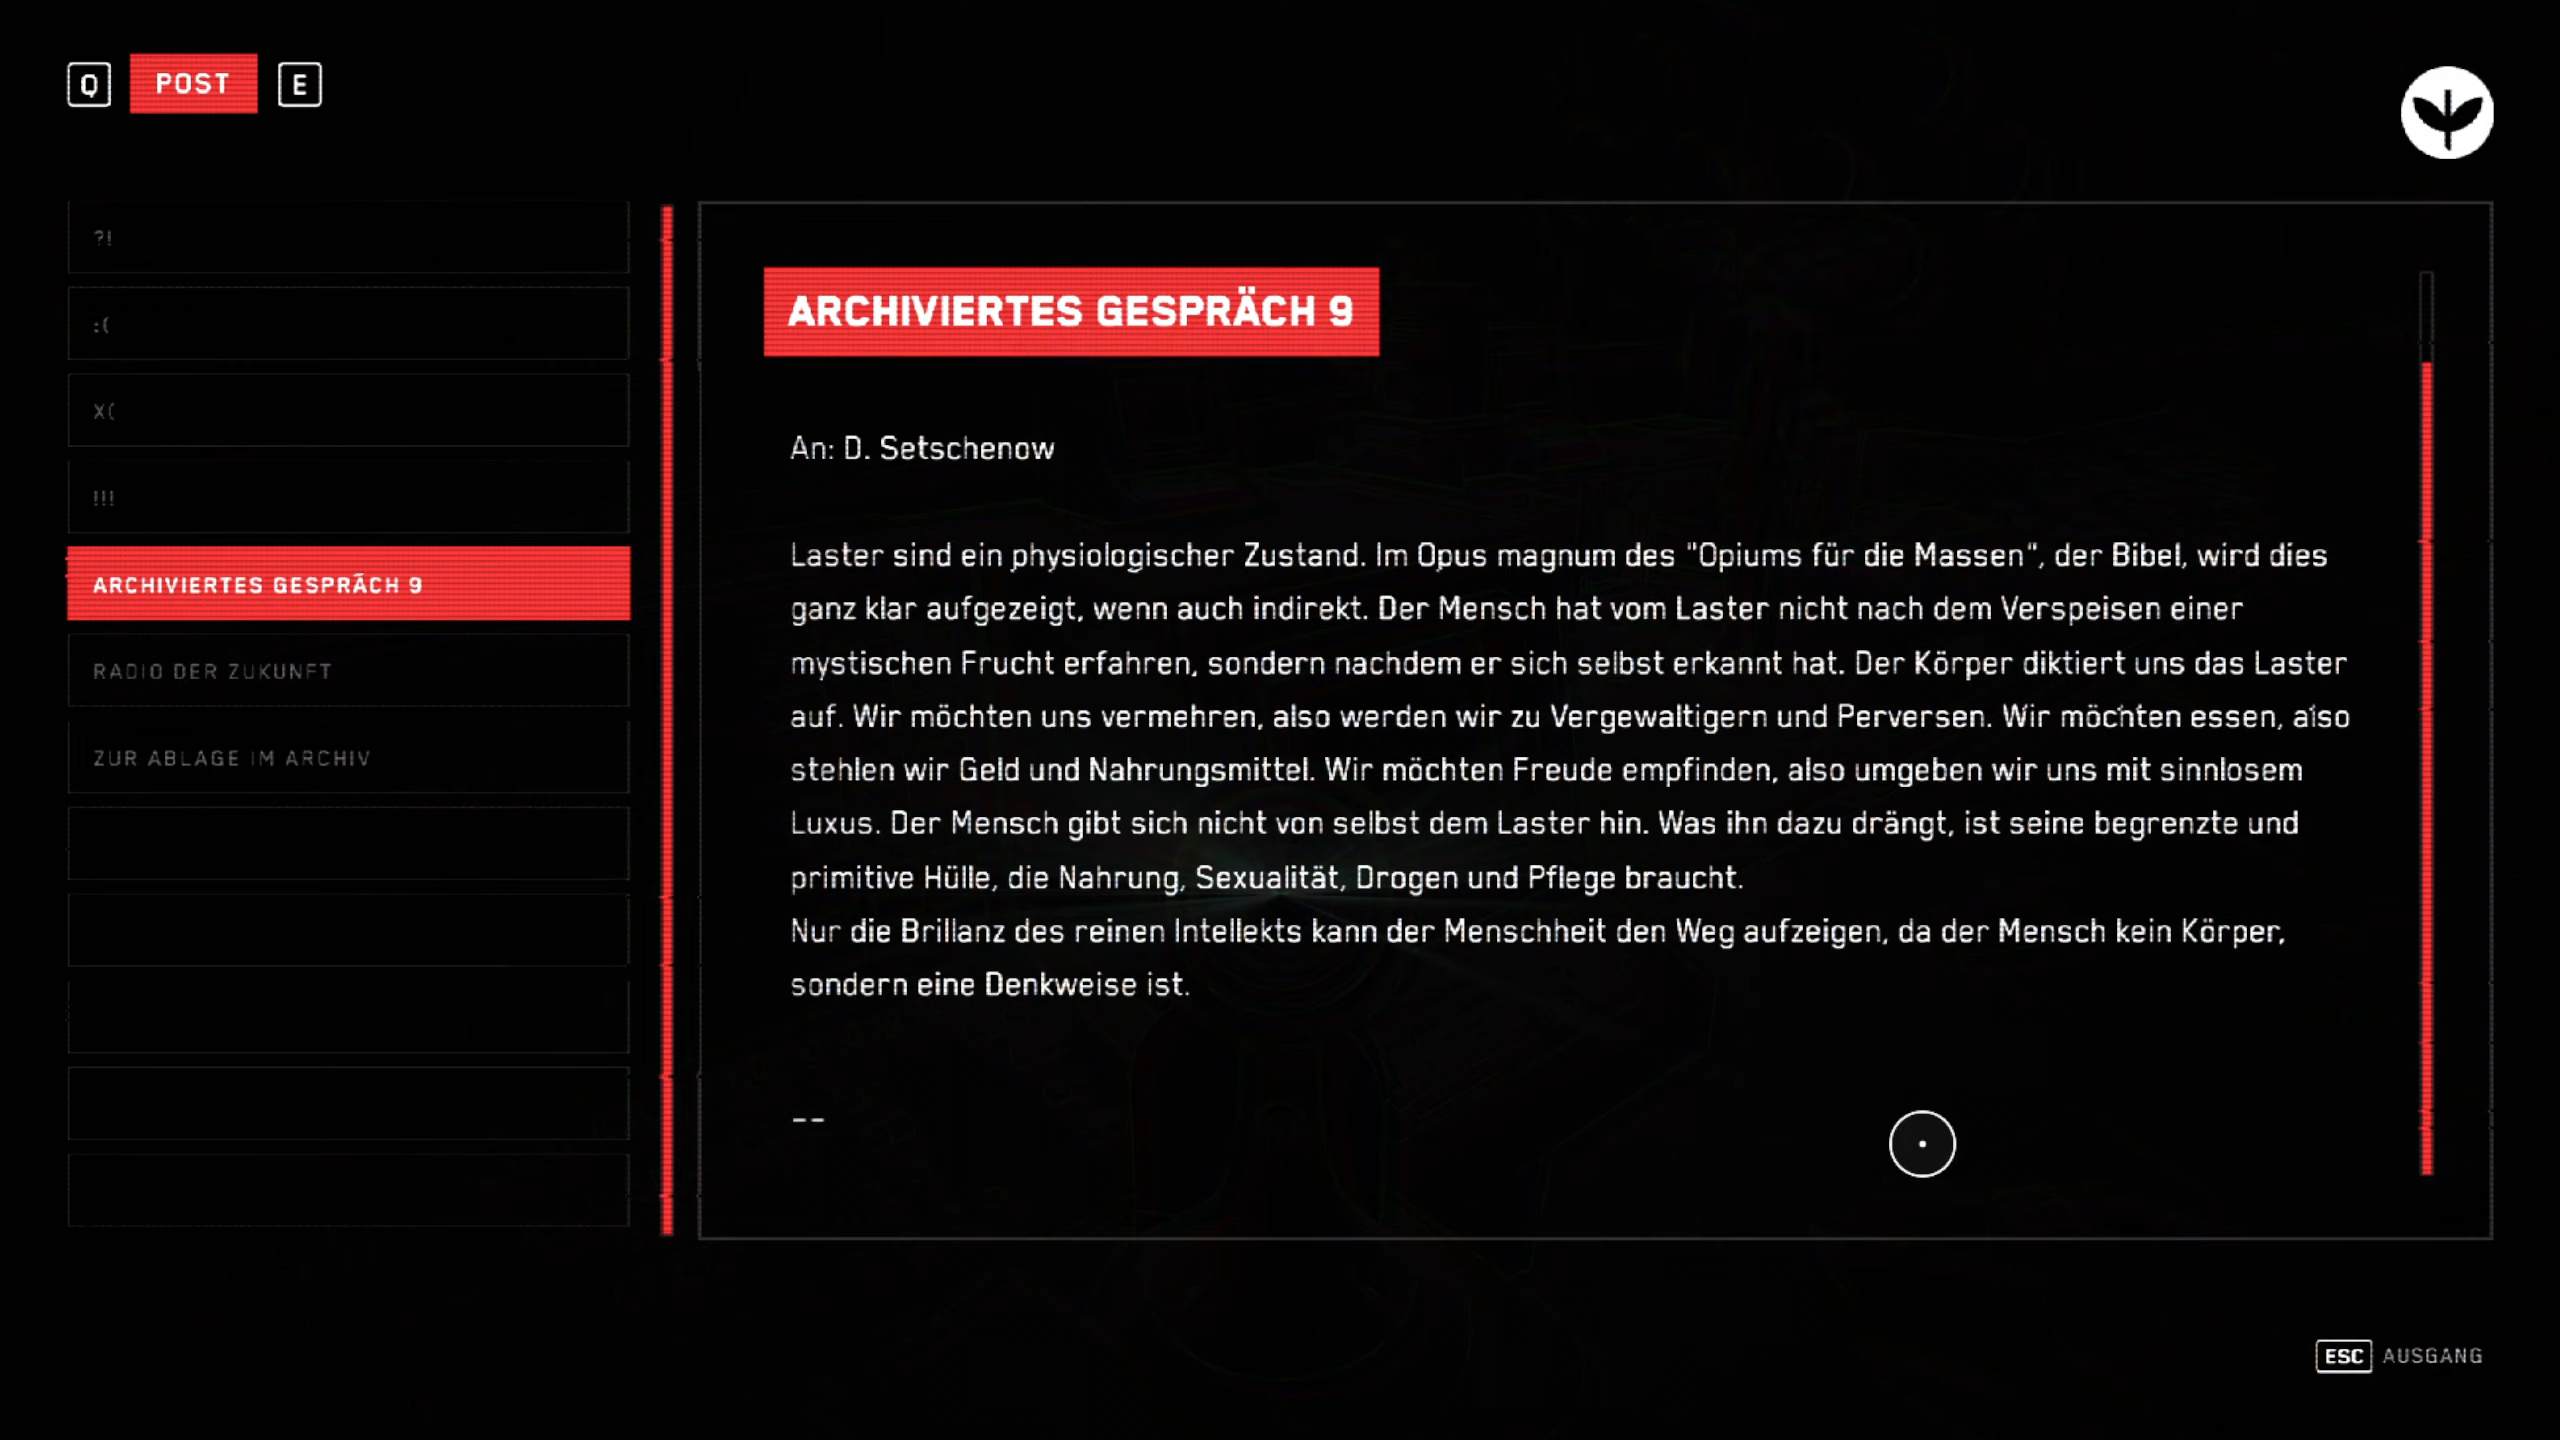 Q POST E
?!
:(
X(
!!!
ARCHIVIERTES GESPRÄCH 9
RADIO DER ZUKUNFT
ZUR ABLAGE IM ARCHIV
ARCHIVIERTES GESPRÄCH 9
An: D. Setschenow
Laster sind ein physiologischer Zustand. Im Opus magnum des "Opiums für die Massen", der Bibel, wird dies
ganz klar aufgezeigt, wenn auch indirekt. Der Mensch hat vom Laster nicht nach dem Verspeisen einer
mystischen Frucht erfahren, sondern nachdem er sich selbst erkannt hat. Der Körper diktiert uns das Laster
auf. Wir möchten uns vermehren, also werden wir zu Vergewaltigern und Perversen. Wir möchten essen, also
stehlen wir Geld und Nahrungsmittel. Wir möchten Freude empfinden, also umgeben wir uns mit sinnlosem
Luxus. Der Mensch gibt sich nicht von selbst dem Laster hin. Was ihn dazu drängt, ist seine begrenzte und
primitive Hülle, die Nahrung, Sexualität, Drogen und Pflege braucht.
Nur die Brillanz des reinen Intellekts kann der Menschheit den Weg aufzeigen, da der Mensch kein Körper,
sondern eine Denkweise ist.
--
ESC AUSGANG